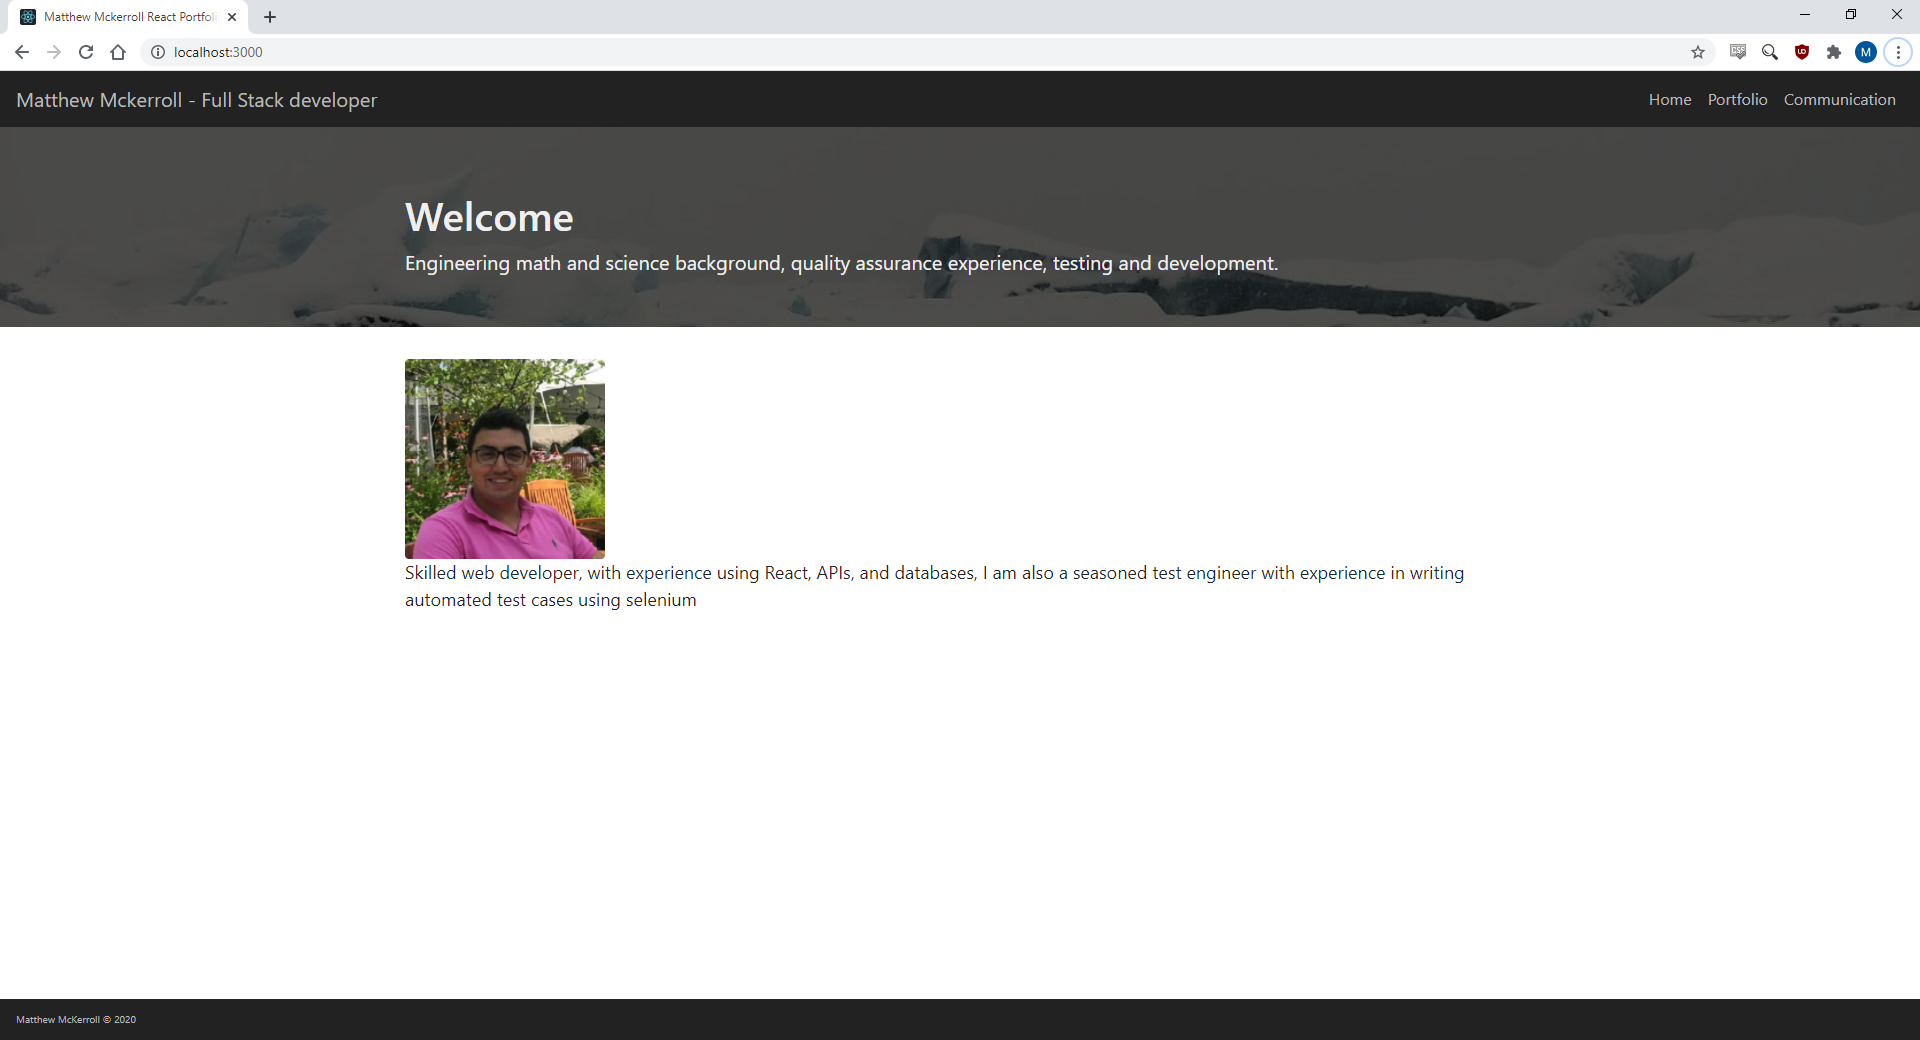 Matthew Mckerroll React Portfol
localhost:3000
M
Matthew Mckerroll - Full Stack developer
Home Portfolio Communication
Welcome
Engineering math and science background, quality assurance experience, testing and development.
Skilled web developer, with experience using React, APIs, and databases, I am also a seasoned test engineer with experience in writing
automated test cases using selenium
Matthew McKerroll © 2020